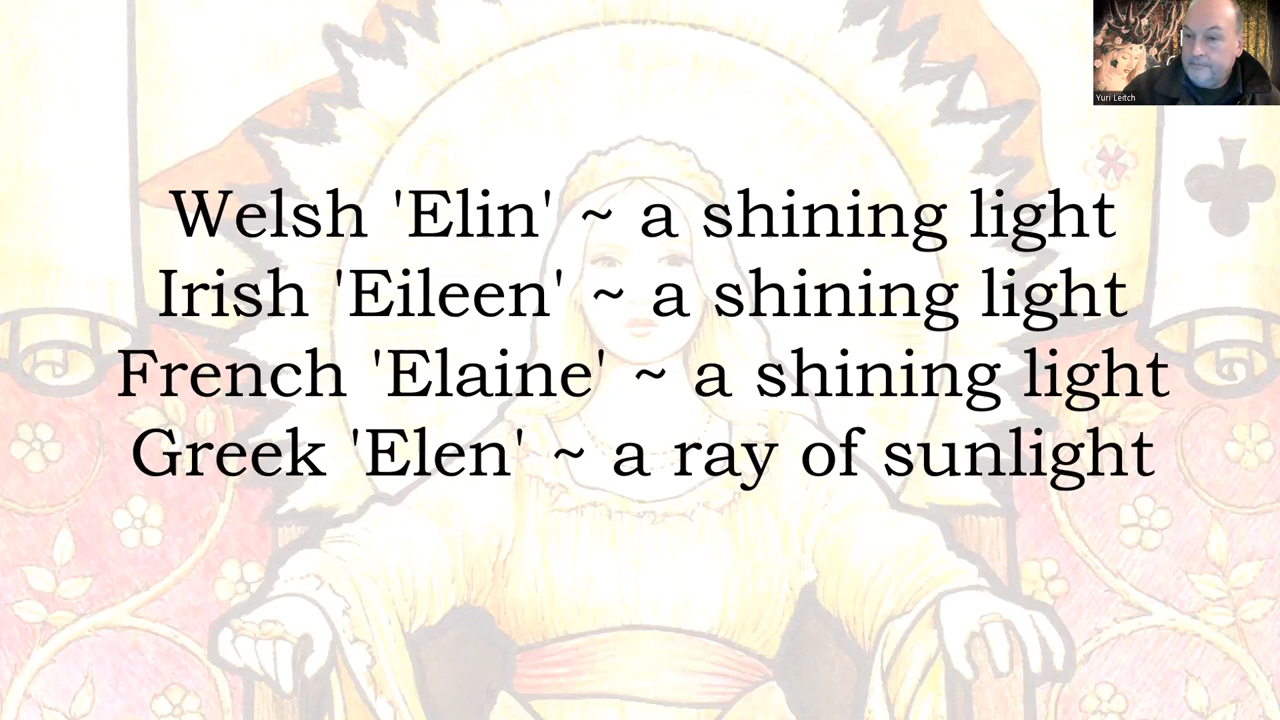 Yuri Leitch
Welsh 'Elin' ~ a shining light
Irish 'Eileen' ~ a shining light
French 'Elaine' ~ a shining light
Greek 'Elen' ~ a ray of sunlight